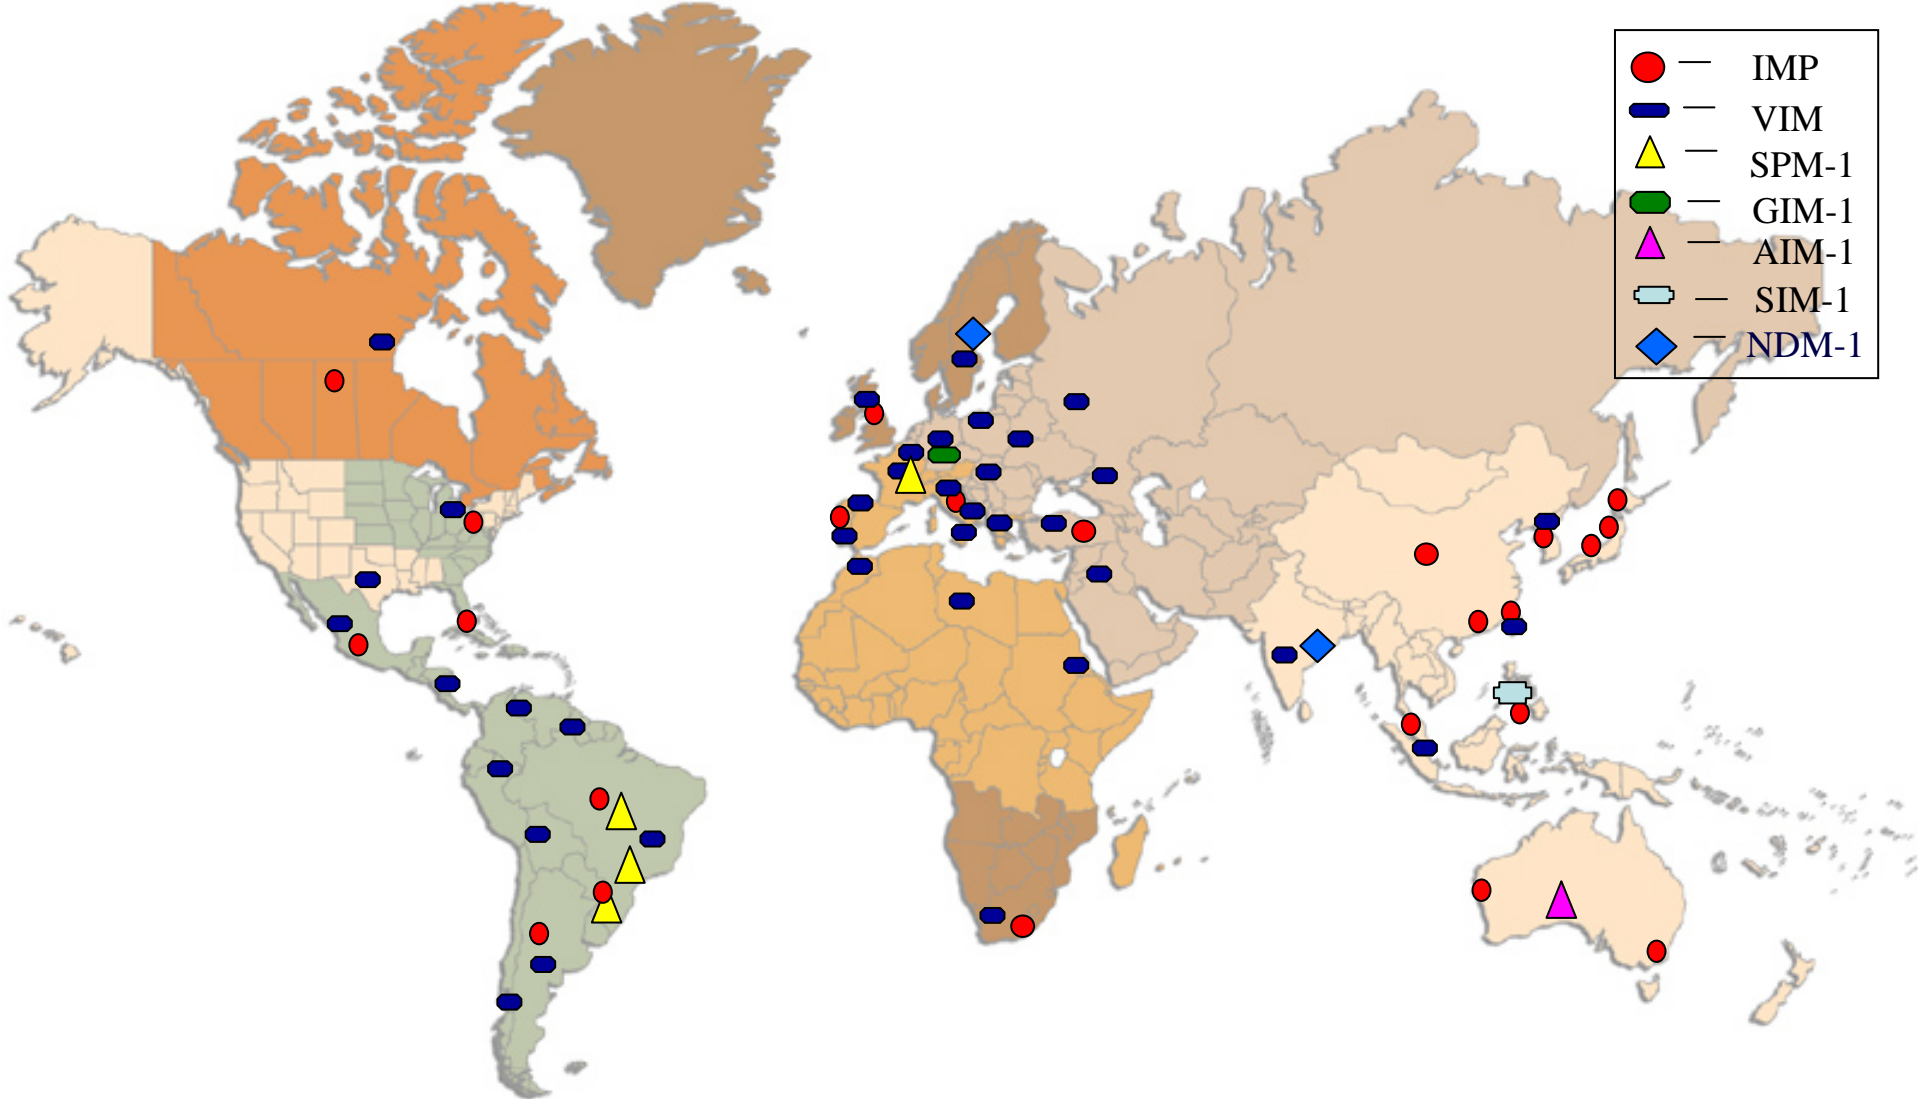 — IMP
— VIM
— SPM-1
— GIM-1
— AIM-1
— SIM-1
— NDM-1